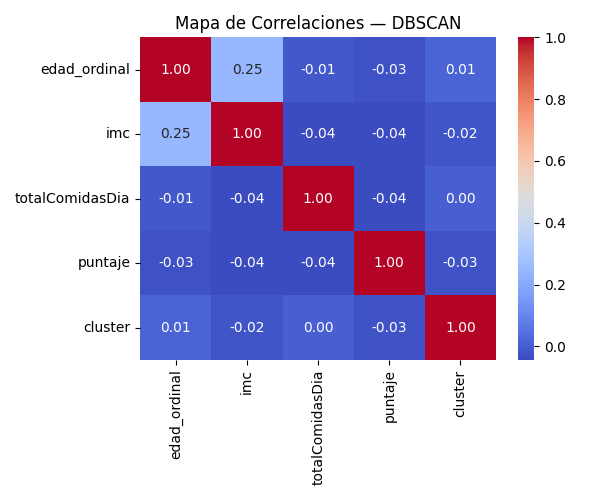 Mapa de Correlaciones — DBSCAN
edad_ordinal 1.00 0.25 -0.01 -0.03 0.01
imc 0.25 1.00 -0.04 -0.04 -0.02
totalComidasDia -0.01 -0.04 1.00 -0.04 0.00
puntaje -0.03 -0.04 -0.04 1.00 -0.03
cluster 0.01 -0.02 0.00 -0.03 1.00
edad_ordinal
imc
totalComidasDia
puntaje
cluster
1.0
0.8
0.6
0.4
0.2
0.0